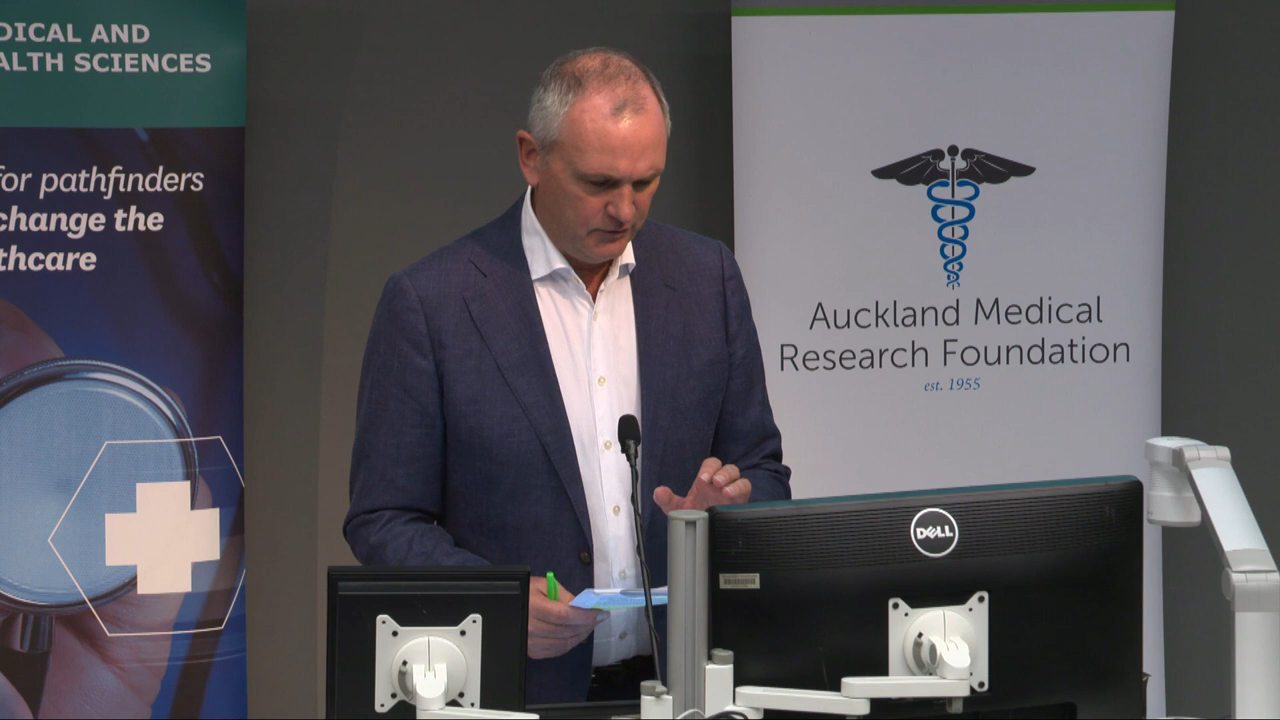 DICAL AND
ALTH SCIENCES
for pathfinders
change the
thcare
Auckland Medical
Research Foundation
est. 1955
DELL